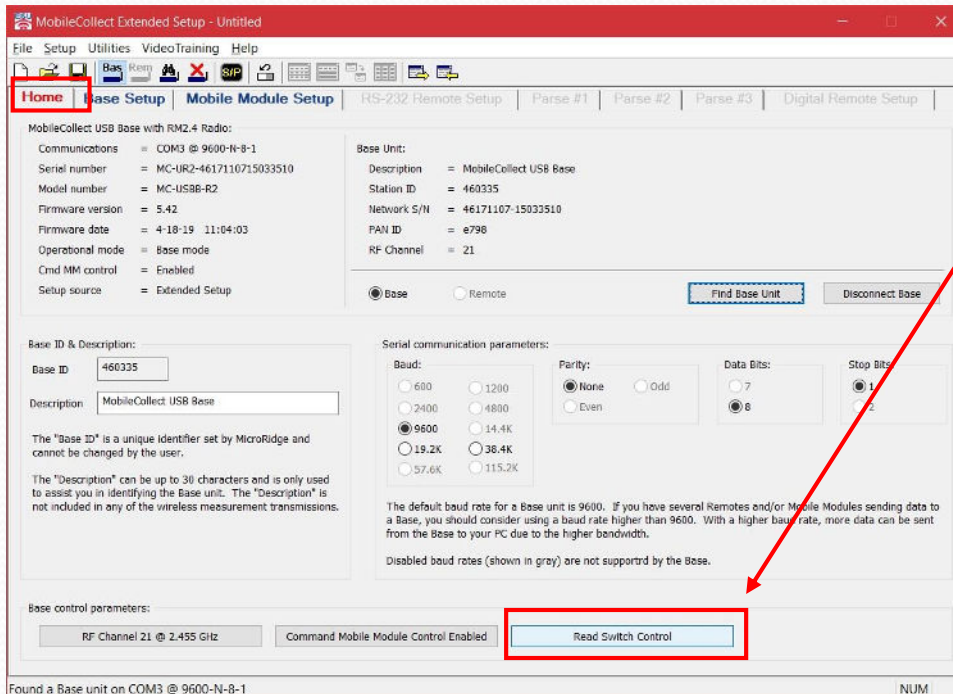 MobileCollect Extended Setup - Untitled
File Setup Utilities VideoTraining Help
Bas Rem S/P
Home Base Setup Mobile Module Setup RS-232 Remote Setup Parse #1 Parse #2 Parse #3 Digital Remote Setup
MobileCollect USB Base with RM2.4 Radio:
Communications = COM3 @ 9600-N-8-1
Serial number = MC-UR2-4617110715033510
Model number = MC-USBB-R2
Firmware version = 5.42
Firmware date = 4-18-19 11:04:03
Operational mode = Base mode
Cmd MM control = Enabled
Setup source = Extended Setup
Base Unit:
Description = MobileCollect USB Base
Station ID = 460335
Network S/N = 46171107-15033510
PAN ID = e798
RF Channel = 21
Base Remote Find Base Unit Disconnect Base
Base ID & Description:
Base ID 460335
Description MobileCollect USB Base
The "Base ID" is a unique identifier set by MicroRidge and
cannot be changed by the user.
The "Description" can be up to 30 characters and is only used
to assist you in identifying the Base unit. The "Description" is
not included in any of the wireless measurement transmissions.
Serial communication parameters:
Baud:
600 1200
2400 4800
9600 14.4K
19.2K 38.4K
57.6K 115.2K
Parity:
None Odd
Even
Data Bits:
7
8
Stop Bits:
1
2
The default baud rate for a Base unit is 9600. If you have several Remotes and/or Mobile Modules sending data to
a Base, you should consider using a baud rate higher than 9600. With a higher baud rate, more data can be sent
from the Base to your PC due to the higher bandwidth.
Disabled baud rates (shown in gray) are not supportrd by the Base.
Base control parameters:
RF Channel 21 @ 2.455 GHz Command Mobile Module Control Enabled Read Switch Control
Found a Base unit on COM3 @ 9600-N-8-1 NUM